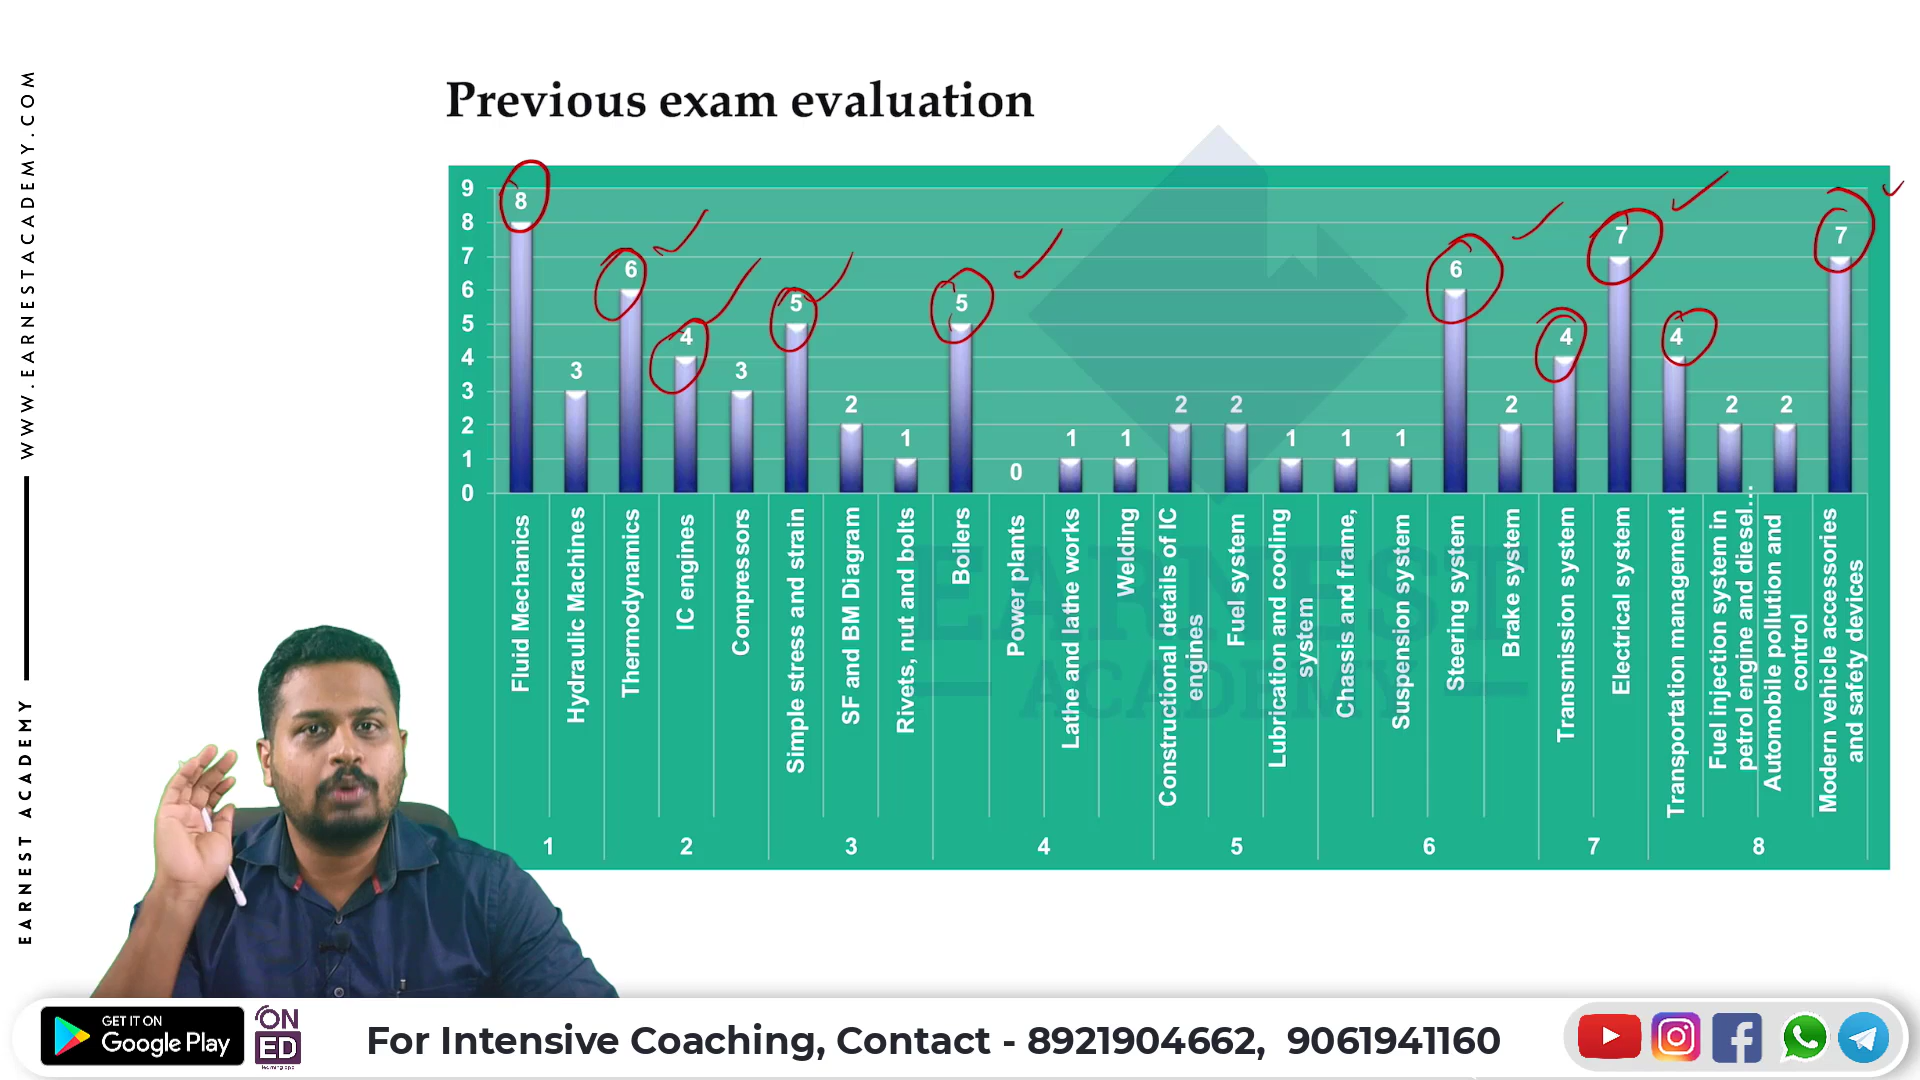 WWW.EARNESTACADEMY.COM
EARNEST ACADEMY
Previous exam evaluation
9
8
7
6
5
4
3
2
1
0
8
3
6
4
3
5
2
1
5
0
1
1
2
2
1
1
1
6
2
4
7
4
2
2
7
Fluid Mechanics
Hydraulic Machines
Thermodynamics
IC engines
Compressors
Simple stress and strain
SF and BM Diagram
Rivets, nut and bolts
Boilers
Power plants
Lathe and lathe works
Welding
Constructional details of IC
engines
Fuel system
Lubrication and cooling
system
Chassis and frame,
Suspension system
Steering system
Brake system
Transmission system
Electrical system
Transportation management
Fuel injection system in
petrol engine and diesel...
Automobile pollution and
control
Modern vehicle accessories
and safety devices
1
2
3
4
5
6
7
8
EARNEST
ACADEMY
GET IT ON
Google Play
ON
ED
learning app
For Intensive Coaching, Contact - 8921904662, 9061941160